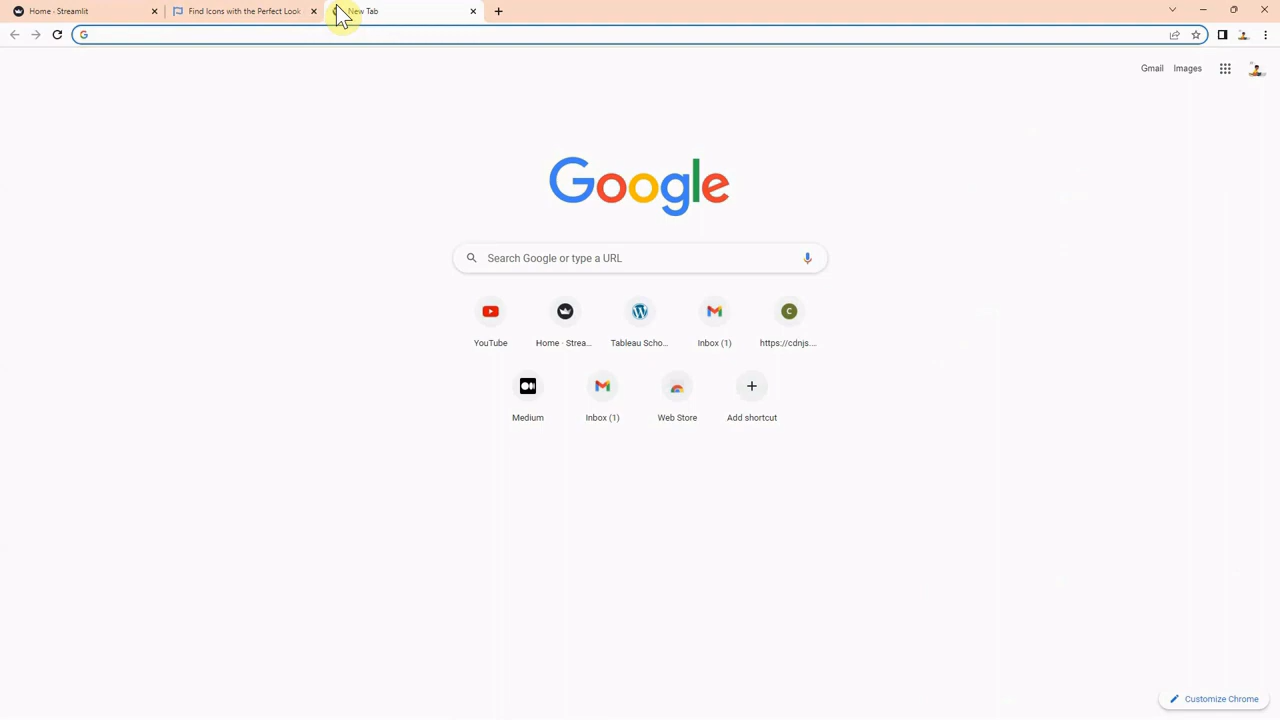 Home · Streamlit
Find Icons with the Perfect Look
New Tab
Gmail
Images
Google
Search Google or type a URL
YouTube
Home · Strea...
Tableau Scho...
Inbox (1)
C
https://cdnjs....
Medium
Inbox (1)
Web Store
Add shortcut
Customize Chrome